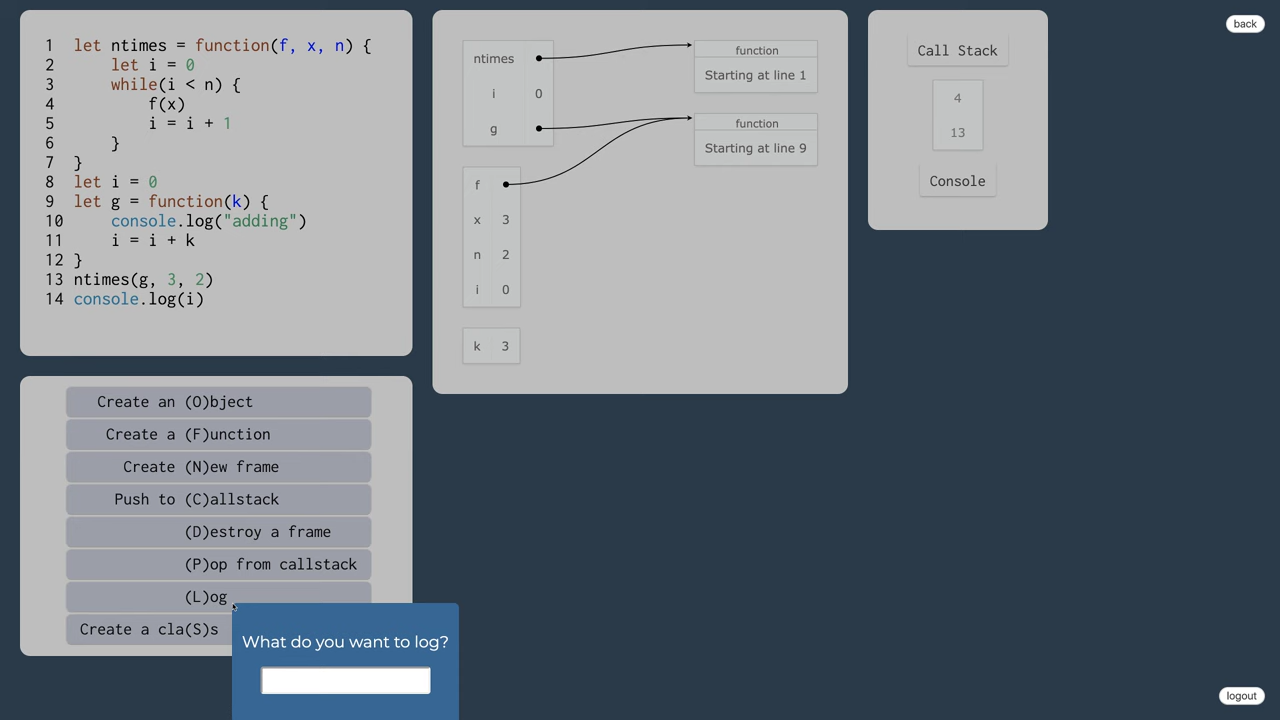 1 let ntimes = function(f, x, n) {
2 let i = 0
3 while(i < n) {
4 f(x)
5 i = i + 1
6 }
7 }
8 let i = 0
9 let g = function(k) {
10 console.log("adding")
11 i = i + k
12 }
13 ntimes(g, 3, 2)
14 console.log(i)
ntimes
i 0
g
function
Starting at line 1
function
Starting at line 9
f
x 3
n 2
i 0
k 3
Call Stack
4
13
Console
back
Create an (O)bject
Create a (F)unction
Create (N)ew frame
Push to (C)allstack
(D)estroy a frame
(P)op from callstack
(L)og
Create a cla(S)s
What do you want to log?
logout